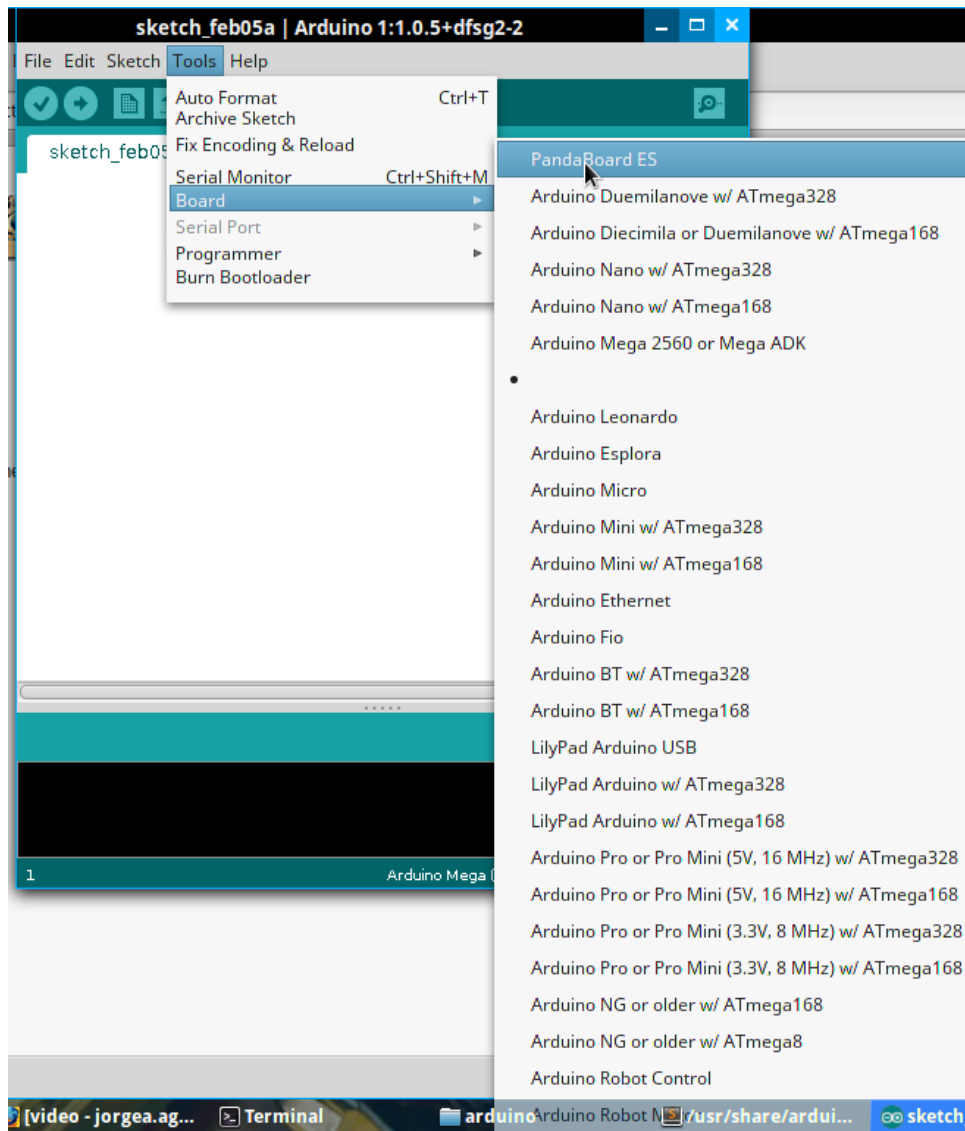 sketch_feb05a | Arduino 1:1.0.5+dfsg2-2
File Edit Sketch Tools Help
Auto Format Ctrl+T
Archive Sketch
Fix Encoding & Reload
sketch_feb05
Serial Monitor Ctrl+Shift+M
Board
Serial Port
Programmer
Burn Bootloader
PandaBoard ES
Arduino Duemilanove w/ ATmega328
Arduino Diecimila or Duemilanove w/ ATmega168
Arduino Nano w/ ATmega328
Arduino Nano w/ ATmega168
Arduino Mega 2560 or Mega ADK
Arduino Leonardo
Arduino Esplora
Arduino Micro
Arduino Mini w/ ATmega328
Arduino Mini w/ ATmega168
Arduino Ethernet
Arduino Fio
Arduino BT w/ ATmega328
Arduino BT w/ ATmega168
LilyPad Arduino USB
LilyPad Arduino w/ ATmega328
LilyPad Arduino w/ ATmega168
Arduino Pro or Pro Mini (5V, 16 MHz) w/ ATmega328
Arduino Pro or Pro Mini (5V, 16 MHz) w/ ATmega168
Arduino Pro or Pro Mini (3.3V, 8 MHz) w/ ATmega328
Arduino Pro or Pro Mini (3.3V, 8 MHz) w/ ATmega168
Arduino NG or older w/ ATmega168
Arduino NG or older w/ ATmega8
Arduino Robot Control
Arduino Robot
1 Arduino Mega (
[video - jorgea.ag... Terminal arduino /usr/share/ardui... sketch